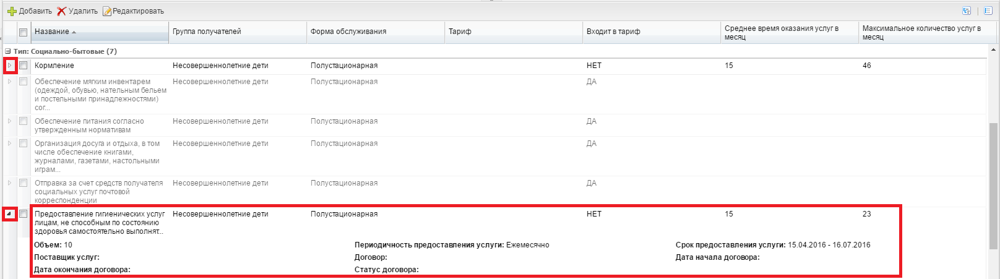 Добавить Удалить Редактировать
Название Группа получателей Форма обслуживания Тариф Входит в тариф Среднее время оказания услуг в месяц Максимальное количество услуг в месяц
Тип: Социально-бытовые (7)
Кормление Несовершеннолетние дети Полустационарная НЕТ 15 46
Обеспечение мягким инвентарем Несовершеннолетние дети Полустационарная ДА
(одеждой, обувью, нательным бельем
и постельными принадлежностями)
сог...
Обеспечение питания согласно Несовершеннолетние дети Полустационарная ДА
утвержденным нормативам
Организация досуга и отдыха, в том Несовершеннолетние дети Полустационарная ДА
числе обеспечение книгами,
журналами, газетами, настольными
играм...
Отправка за счет средств получателя Несовершеннолетние дети Полустационарная ДА
социальных услуг почтовой
корреспонденции
Предоставление гигиенических услуг Несовершеннолетние дети Полустационарная НЕТ 15 23
лицам, не способным по состоянию
здоровья самостоятельно выполнят...
Объем: 10 Периодичность предоставления услуги: Ежемесячно Срок предоставления услуги: 15.04.2016 - 16.07.2016
Поставщик услуг: Договор: Дата начала договора:
Дата окончания договора: Статус договора: